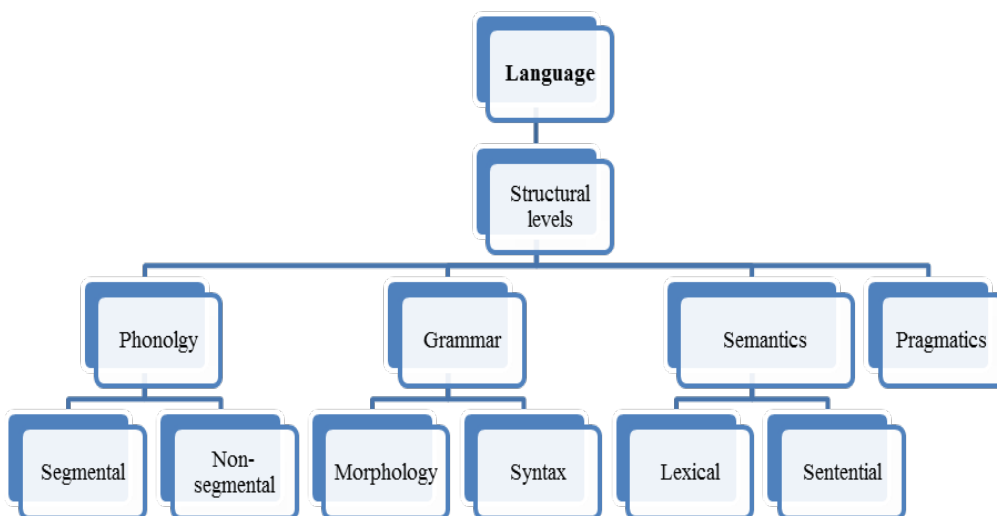 Language
Structural
levels
Phonolgy
Grammar
Semantics
Pragmatics
Segmental
Non-
segmental
Morphology
Syntax
Lexical
Sentential